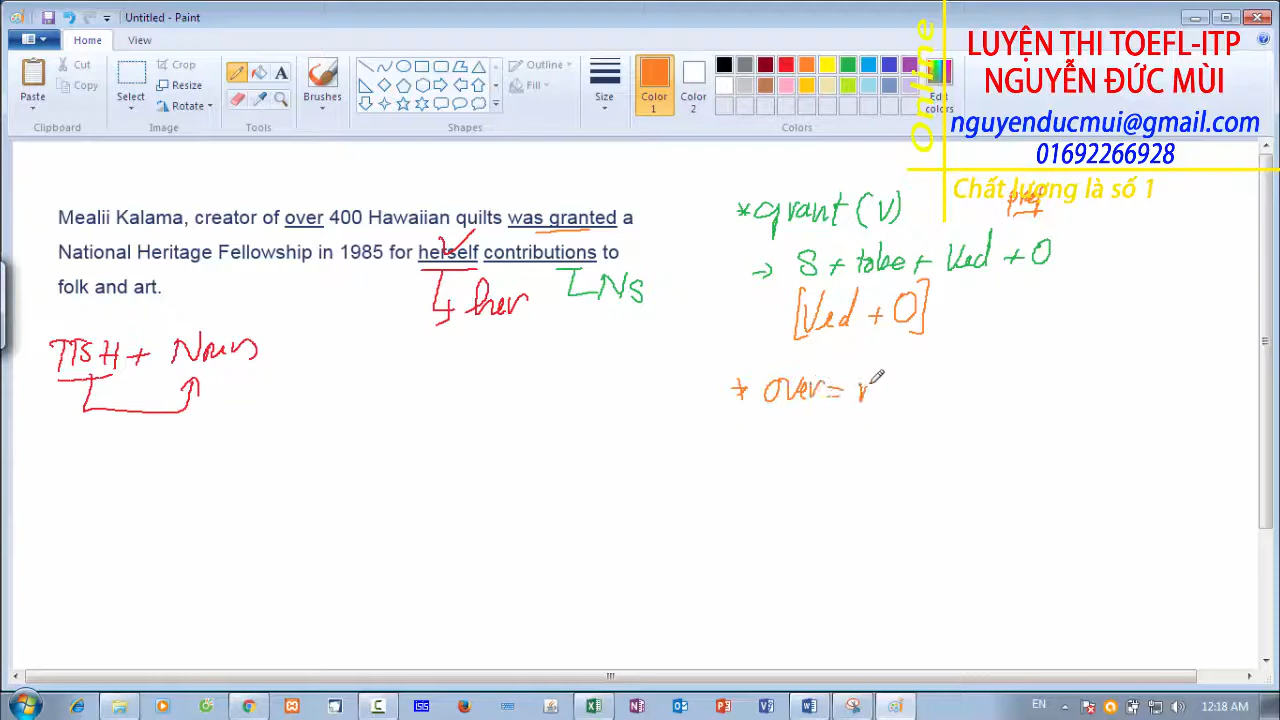 Untitled - Paint
Home
View
Paste
Cut
Copy
Clipboard
Select
Crop
Resize
Rotate
Image
Tools
Brushes
Shapes
Outline
Fill
Size
Color
1
Color
2
Edit
colors
Colors
Online
LUYỆN THI TOEFL-ITP
NGUYỄN ĐỨC MÙI
nguyenducmui@gmail.com
01692266928
Chất lượng là số 1
Mealii Kalama, creator of over 400 Hawaiian quilts was granted a
National Heritage Fellowship in 1985 for herself contributions to
folk and art.
her
Ns
TTSH + Nouns
*grant (v)
→ S + tobe + Ved + O
[Ved + O]
* over =
EN
12:18 AM